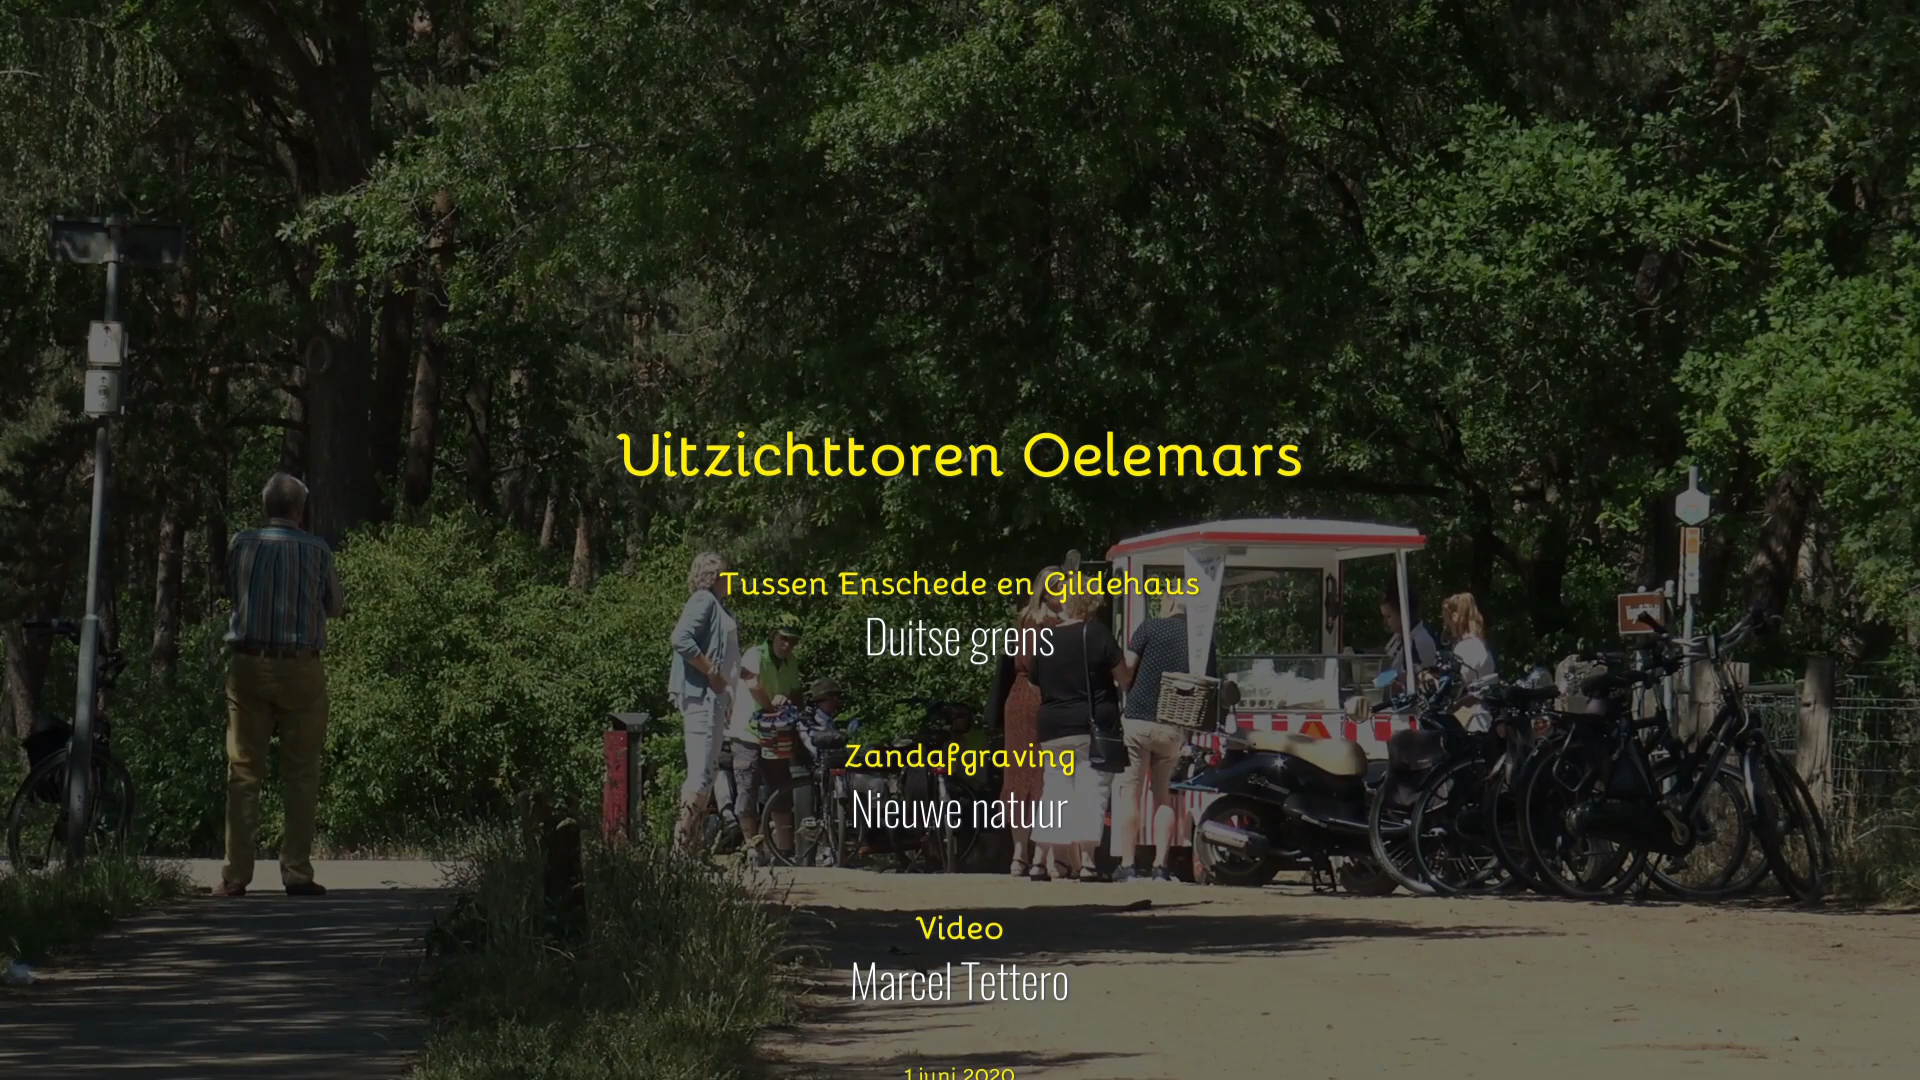 Uitzichttoren Oelemars
Tussen Enschede en Gildehaus
Duitse grens
Zandafgraving
Nieuwe natuur
Video
Marcel Tettero
1 juni 2020